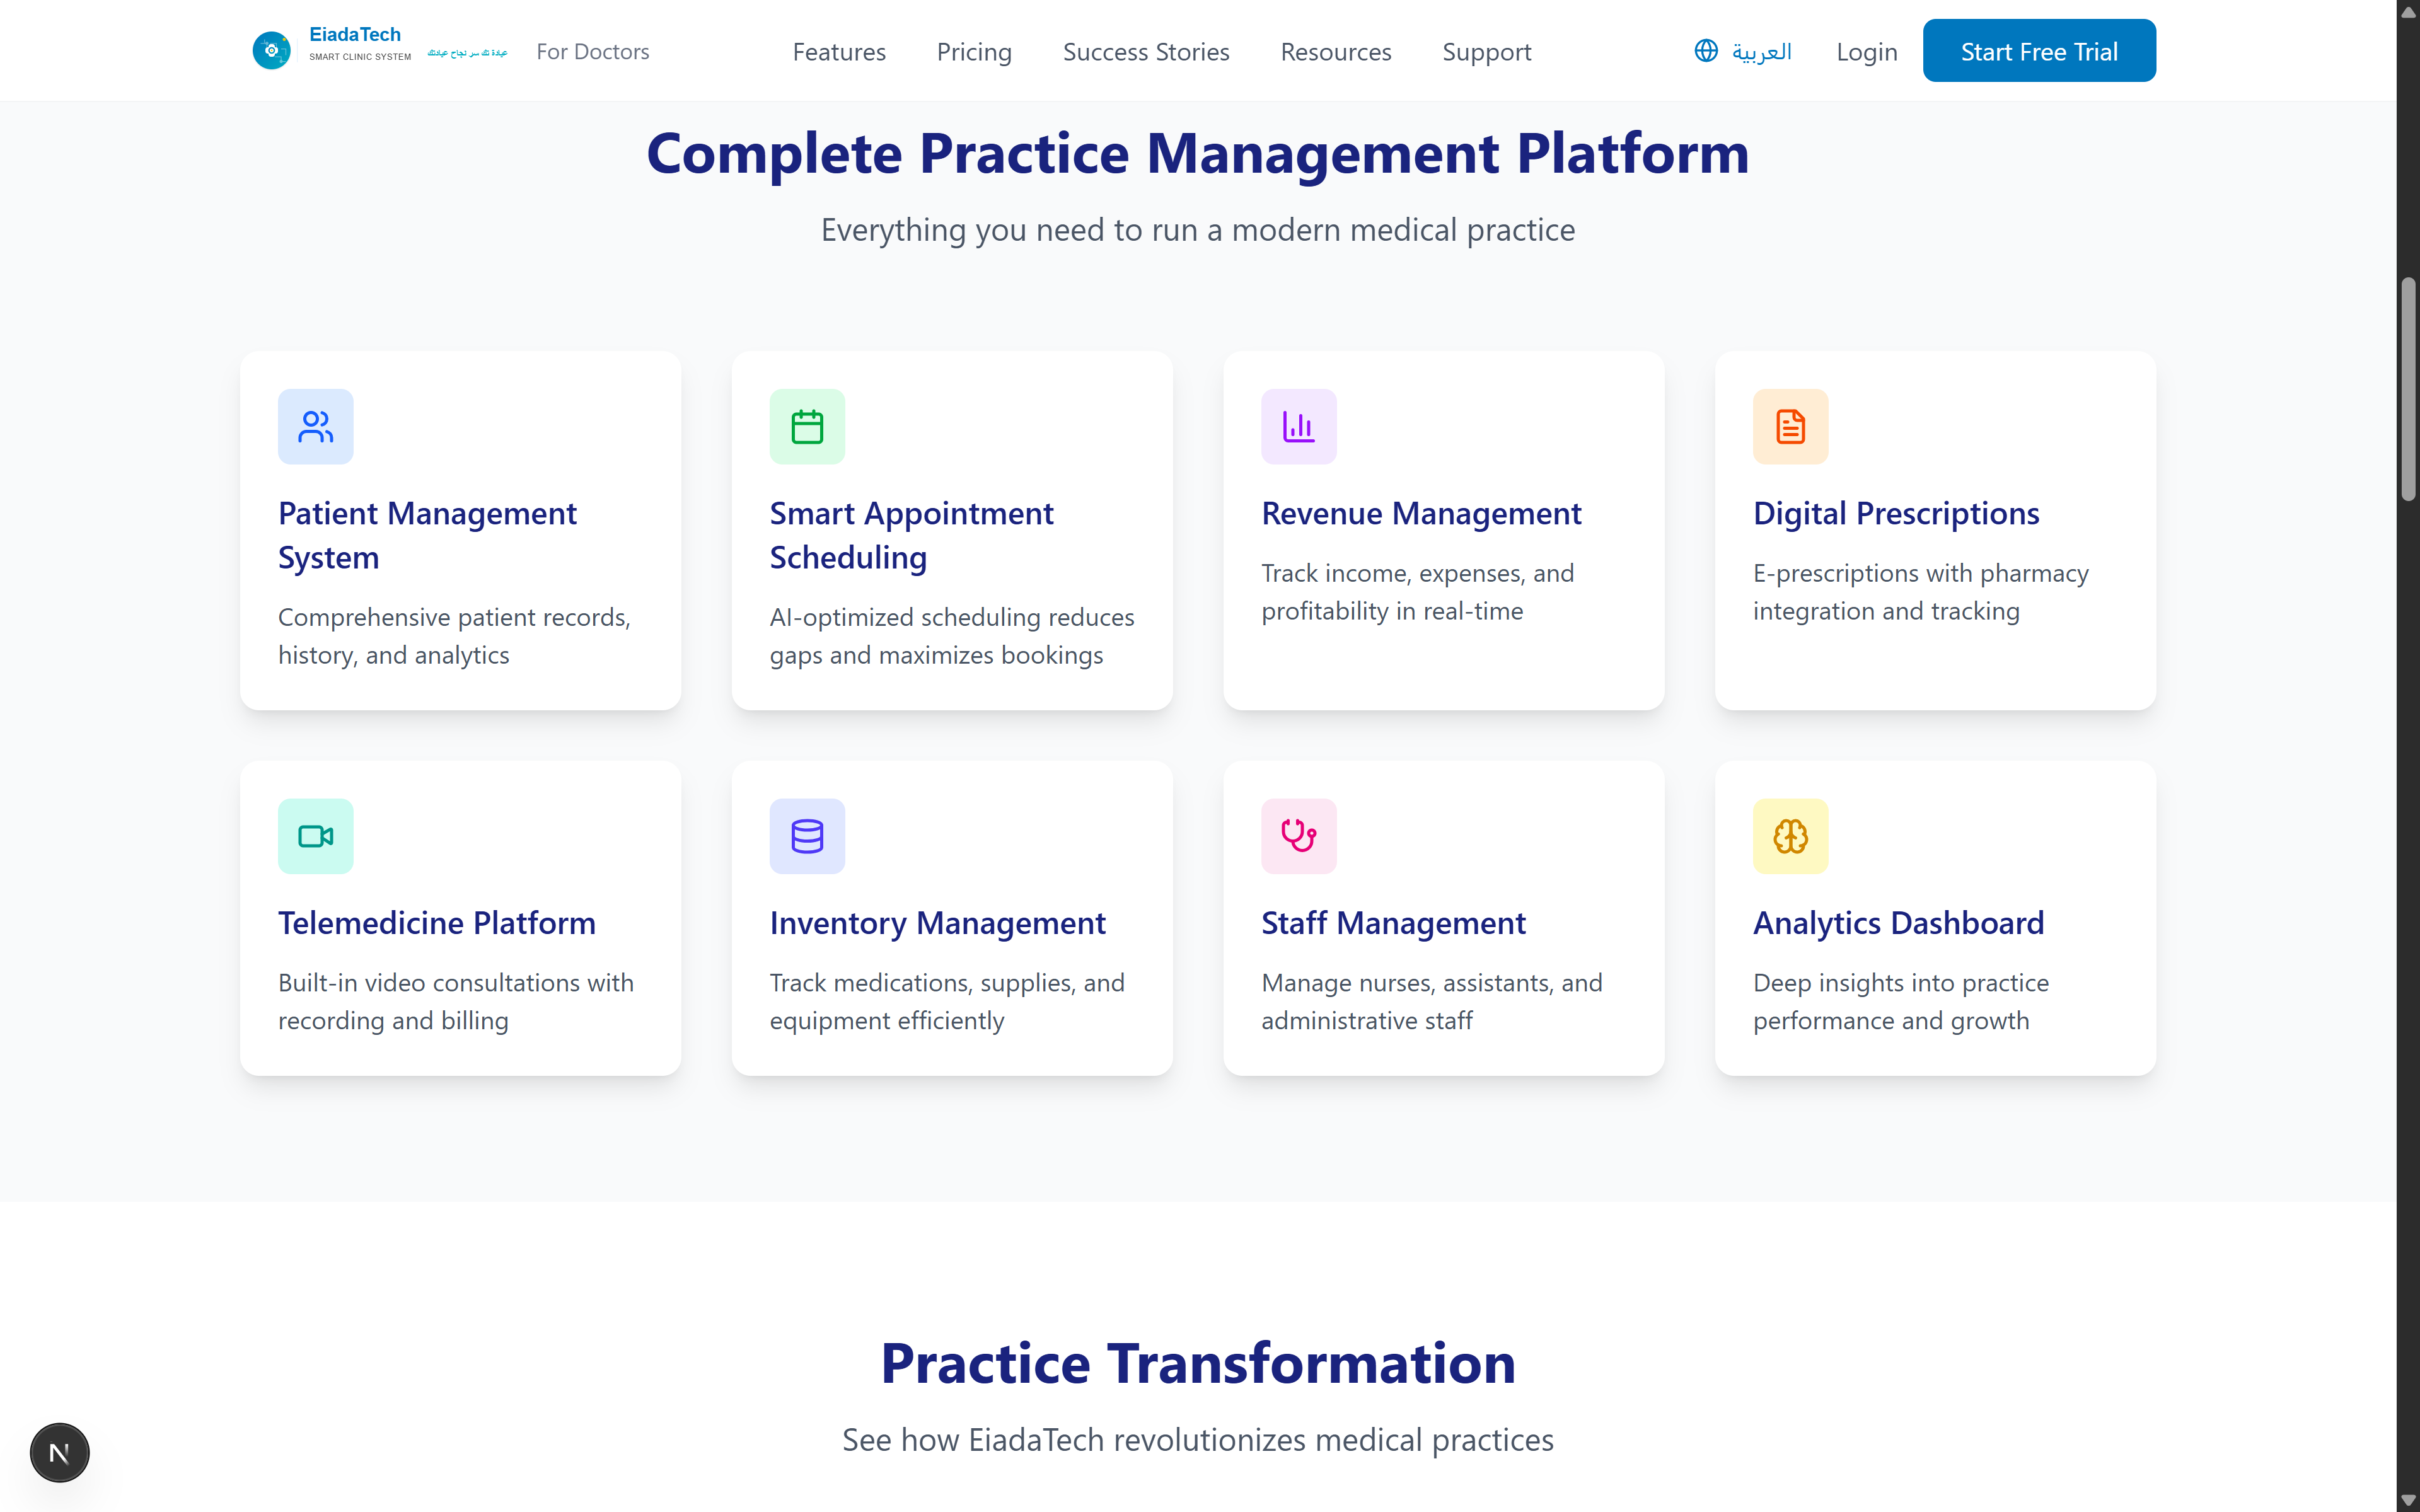 EiadaTech
SMART CLINIC SYSTEM
عيادة تك سر نجاح عيادتك
For Doctors
Features
Pricing
Success Stories
Resources
Support
العربية
Login
Start Free Trial
Complete Practice Management Platform
Everything you need to run a modern medical practice
Patient Management
System
Comprehensive patient records,
history, and analytics
Smart Appointment
Scheduling
AI-optimized scheduling reduces
gaps and maximizes bookings
Revenue Management
Track income, expenses, and
profitability in real-time
Digital Prescriptions
E-prescriptions with pharmacy
integration and tracking
Telemedicine Platform
Built-in video consultations with
recording and billing
Inventory Management
Track medications, supplies, and
equipment efficiently
Staff Management
Manage nurses, assistants, and
administrative staff
Analytics Dashboard
Deep insights into practice
performance and growth
Practice Transformation
See how EiadaTech revolutionizes medical practices
N